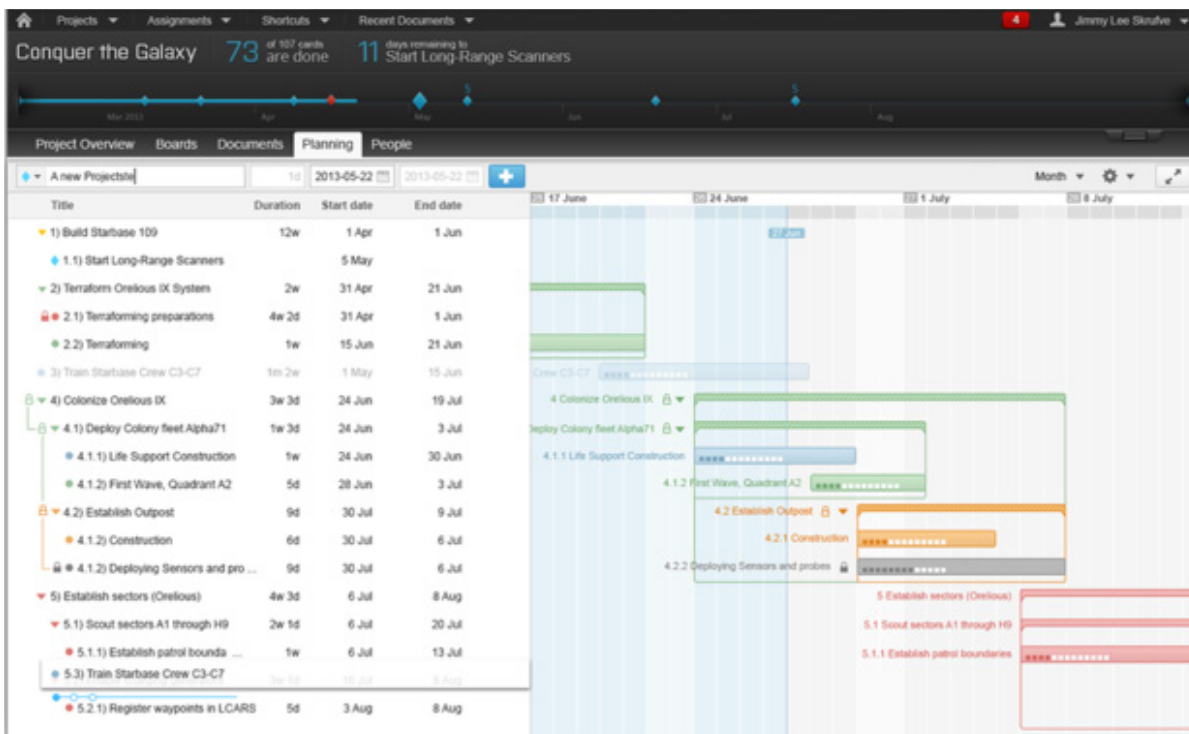 Projects Assignments Shortcuts Recent Documents 4 Jimmy Lee Skrufve
Conquer the Galaxy 73 of 107 cards are done 11 days remaining to Start Long-Range Scanners
5 5
Mar 2013 Apr May Jun Jul Aug
Project Overview Boards Documents Planning People
A new Projectste 1d 2013-05-22 2013-05-22 Month
Title Duration Start date End date 17 June 24 June 1 July 8 July
1) Build Starbase 109 12w 1 Apr 1 Jun 27 Jun
1.1) Start Long-Range Scanners 5 May
2) Terraform Orelious IX System 2w 31 Apr 21 Jun
2.1) Terraforming preparations 4w 2d 31 Apr 1 Jun
2.2) Terraforming 1w 15 Jun 21 Jun
3) Train Starbase Crew C3-C7 1m 2w 1 May 15 Jun Crew C3-C7
4) Colonize Orelious IX 3w 3d 24 Jun 19 Jul 4 Colonize Orelious IX
4.1) Deploy Colony fleet Alpha71 1w 3d 24 Jun 3 Jul Deploy Colony fleet Alpha71
4.1.1) Life Support Construction 1w 24 Jun 30 Jun 4.1.1 Life Support Construction
4.1.2) First Wave, Quadrant A2 5d 28 Jun 3 Jul 4.1.2 First Wave, Quadrant A2
4.2) Establish Outpost 9d 30 Jul 9 Jul 4.2 Establish Outpost
4.1.2) Construction 6d 30 Jul 6 Jul 4.2.1 Construction
4.1.2) Deploying Sensors and pro ... 9d 30 Jul 6 Jul 4.2.2 Deploying Sensors and probes
5) Establish sectors (Orelious) 4w 3d 6 Jul 8 Aug 5 Establish sectors (Orelious)
5.1) Scout sectors A1 through H9 2w 1d 6 Jul 20 Jul 5.1 Scout sectors A1 through H9
5.1.1) Establish patrol bounda ... 1w 6 Jul 13 Jul 5.1.1 Establish patrol boundaries
5.3) Train Starbase Crew C3-C7
5.2.1) Register waypoints in LCARS 5d 3 Aug 8 Aug